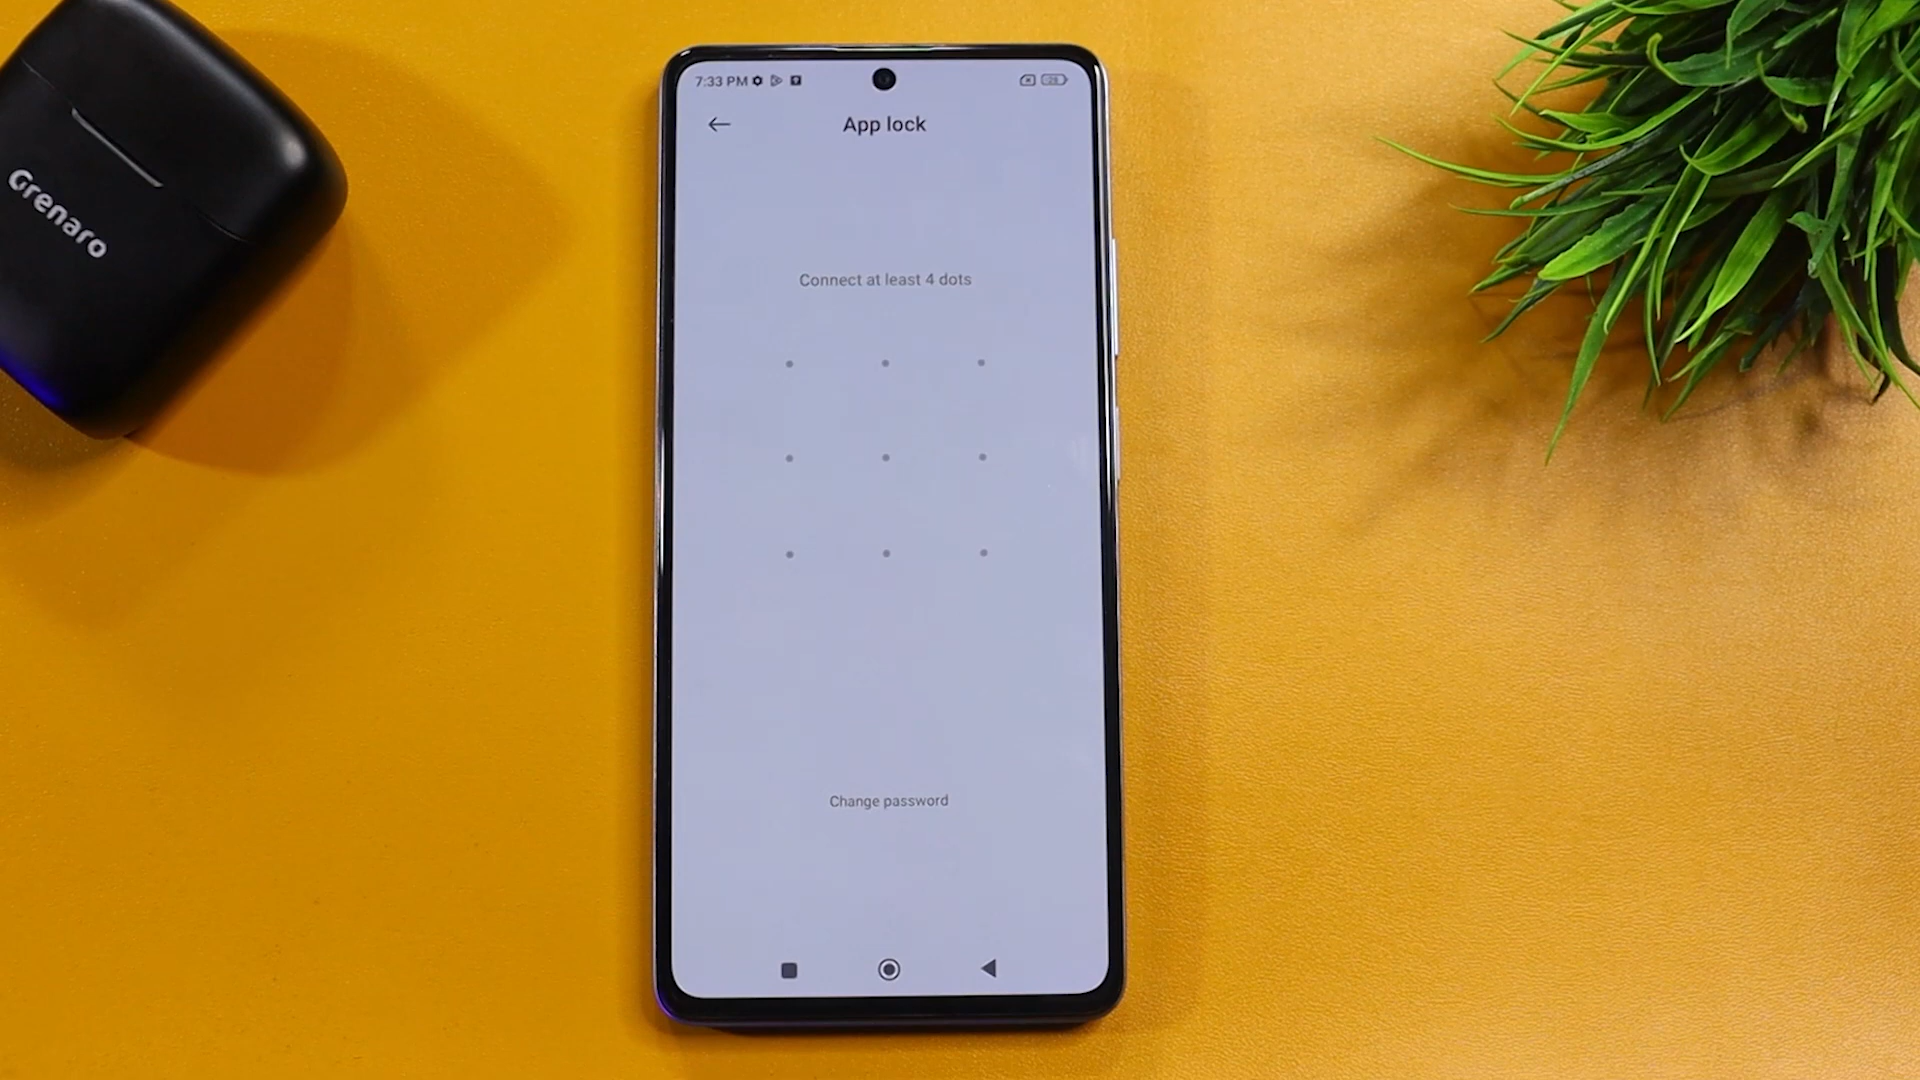 Grenaro
7:33 PM
App lock
Connect at least 4 dots
Change password